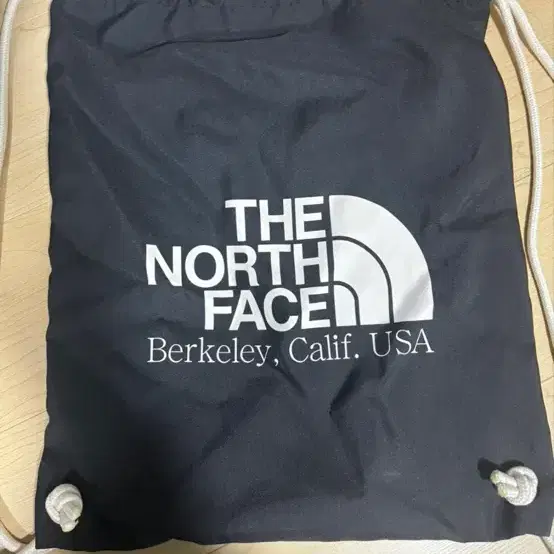 THE
NORTH
FACE
Berkeley, Calif. USA